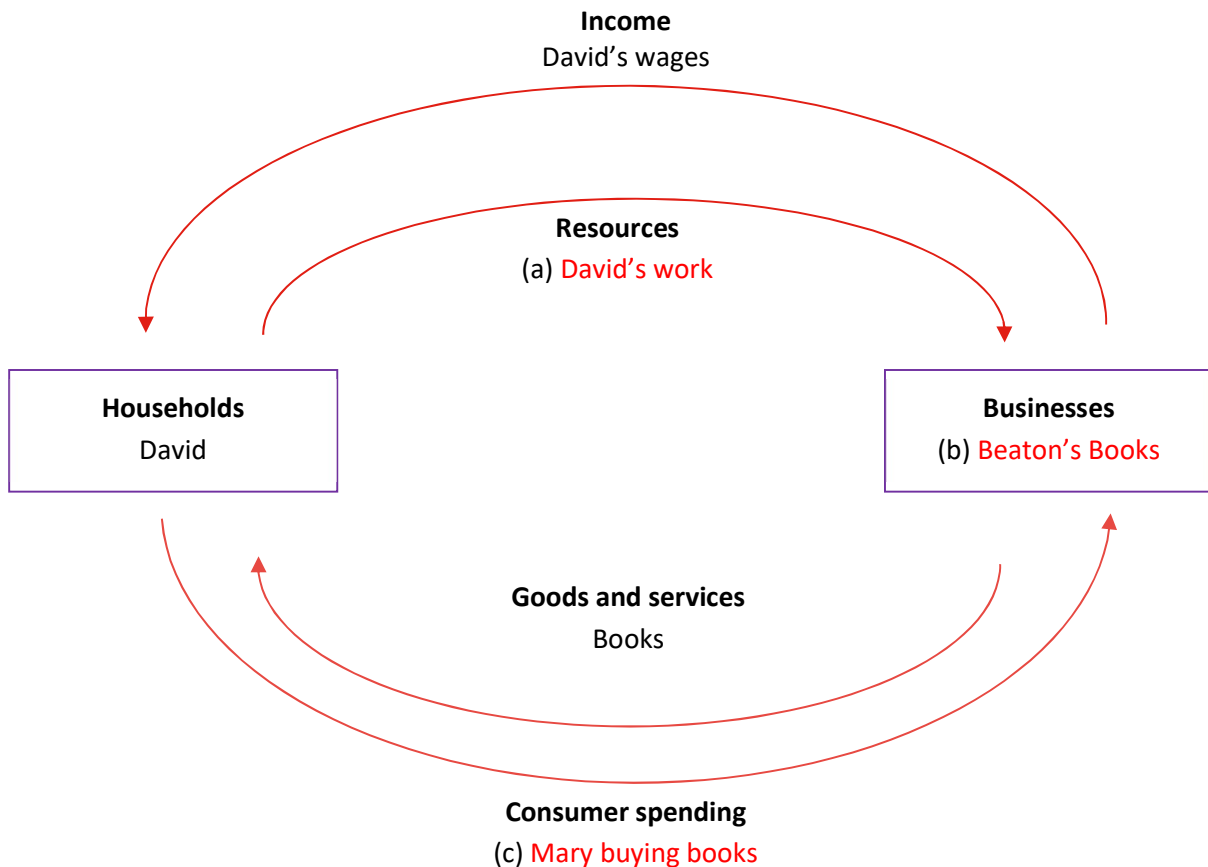 Income
David’s wages
Resources
(a) David’s work
Households
David
Businesses
(b) Beaton’s Books
Goods and services
Books
Consumer spending
(c) Mary buying books